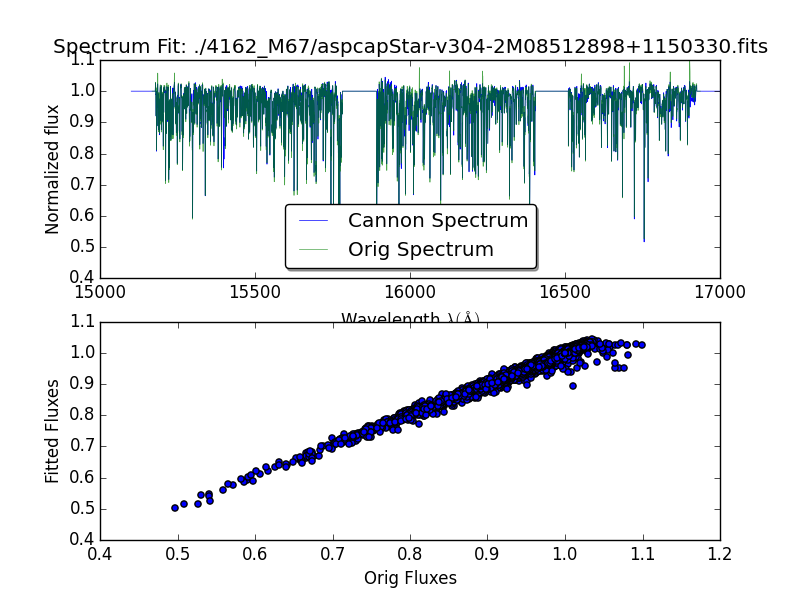 Spectrum Fit: ./4162_M67/aspcapStar-v304-2M08512898+1150330.fits
1.1
1.0
0.9
0.8
0.7
0.6
0.5
0.4
Normalized flux
Cannon Spectrum
Orig Spectrum
15000 15500 16000 16500 17000
Wavelength λ(Å)
1.1
1.0
0.9
0.8
0.7
0.6
0.5
0.4
Fitted Fluxes
0.4 0.5 0.6 0.7 0.8 0.9 1.0 1.1 1.2
Orig Fluxes